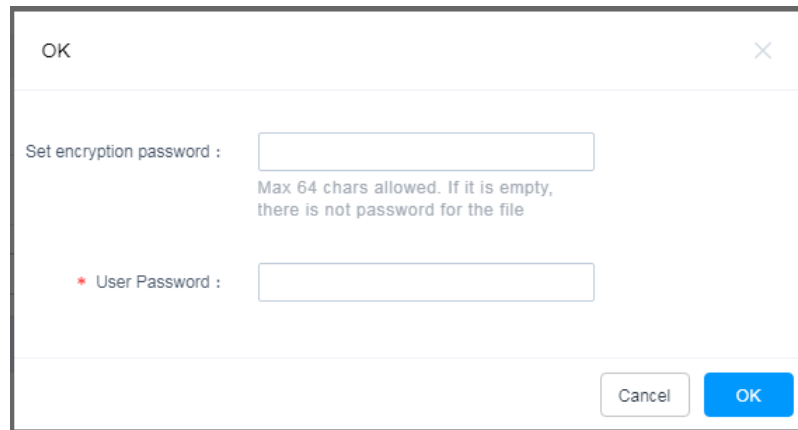 OK
Set encryption password :
Max 64 chars allowed. If it is empty,
there is not password for the file
* User Password :
Cancel OK